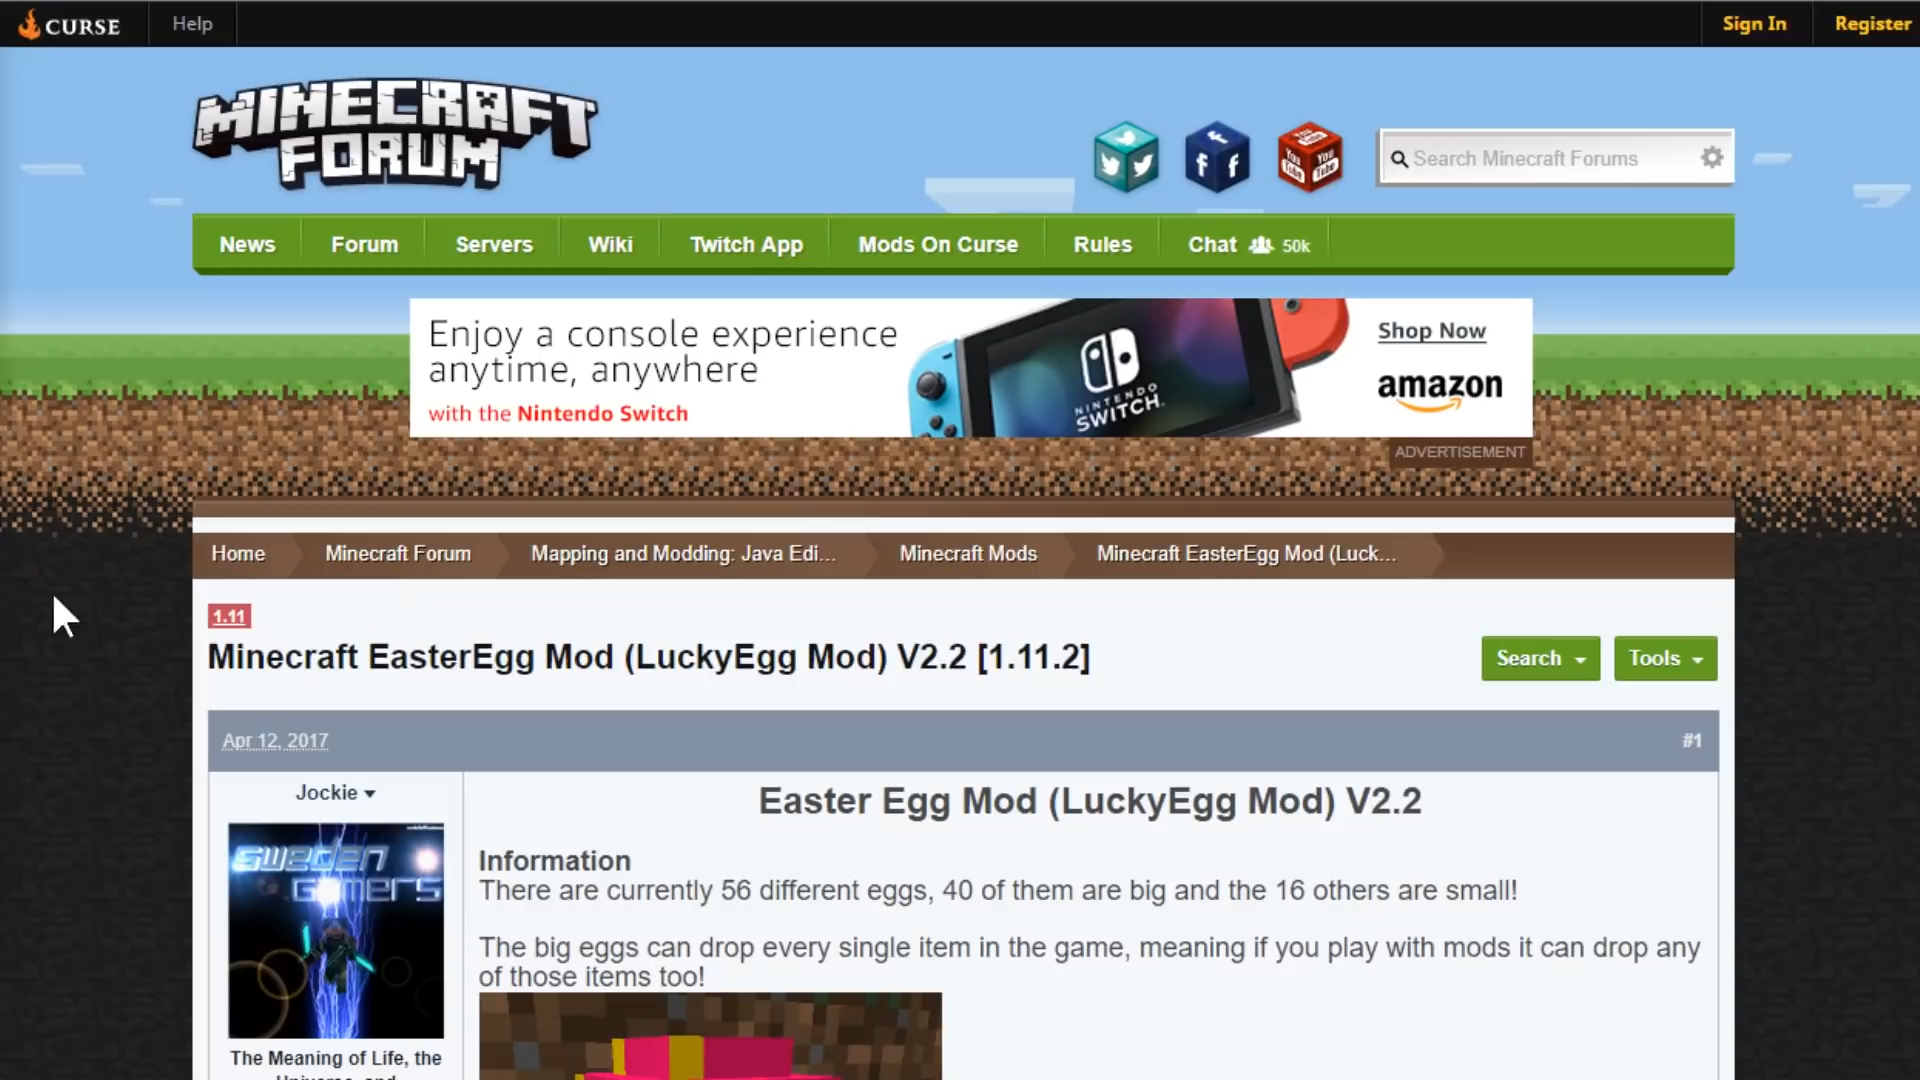 CURSE
Help
Sign In
Register
MINECRAFT
FORUM
You Tube
You Tube
Search Minecraft Forums
News
Forum
Servers
Wiki
Twitch App
Mods On Curse
Rules
Chat 50k
Enjoy a console experience
anytime, anywhere
with the Nintendo Switch
NINTENDO
SWITCH.
Shop Now
amazon
ADVERTISEMENT
Home
Minecraft Forum
Mapping and Modding: Java Edi...
Minecraft Mods
Minecraft EasterEgg Mod (Luck...
1.11
Minecraft EasterEgg Mod (LuckyEgg Mod) V2.2 [1.11.2]
Search
Tools
Apr 12, 2017
#1
Jockie
SWEDEN
GAMERS
The Meaning of Life, the
Easter Egg Mod (LuckyEgg Mod) V2.2
Information
There are currently 56 different eggs, 40 of them are big and the 16 others are small!
The big eggs can drop every single item in the game, meaning if you play with mods it can drop any
of those items too!